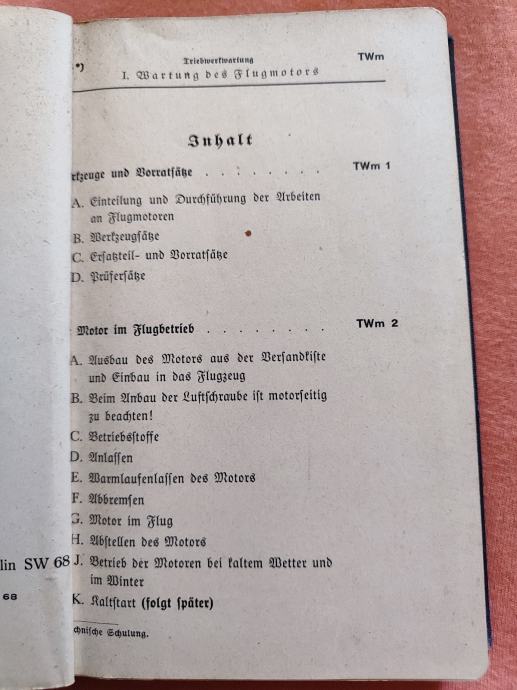 *)
Triebwerkwartung
TWm
I. Wartung des Flugmotors
Inhalt
rkzeuge und Vorratsätze . . . . . . . TWm 1
A. Einteilung und Durchführung der Arbeiten
an Flugmotoren
B. Werkzeugsätze
C. Ersatzteil- und Vorratsätze
D. Prüfersätze
Motor im Flugbetrieb . . . . . . . . TWm 2
A. Ausbau des Motors aus der Versandkiste
und Einbau in das Flugzeug
B. Beim Anbau der Luftschraube ist motorseitig
zu beachten!
C. Betriebsstoffe
D. Anlassen
E. Warmlaufenlassen des Motors
F. Abbremsen
G. Motor im Flug
H. Abstellen des Motors
J. Betrieb der Motoren bei kaltem Wetter und
im Winter
K. Kaltstart (folgt später)
chnische Schulung.
lin SW 68
68